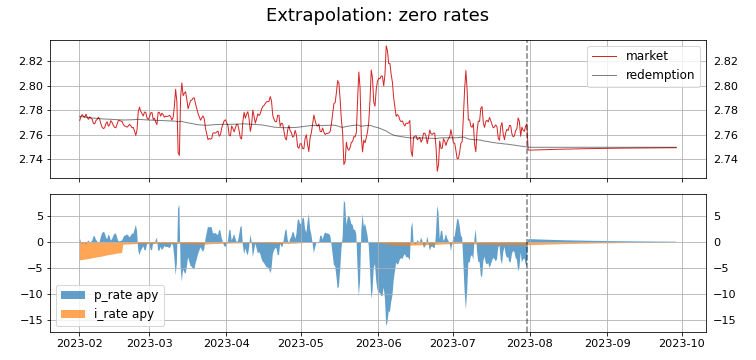 Extrapolation: zero rates
2.82 2.82
2.80 2.80
2.78 2.78
2.76 2.76
2.74 2.74
market
redemption
5 5
0 0
−5 −5
−10 −10
−15 −15
p_rate apy
i_rate apy
2023-02 2023-03 2023-04 2023-05 2023-06 2023-07 2023-08 2023-09 2023-10